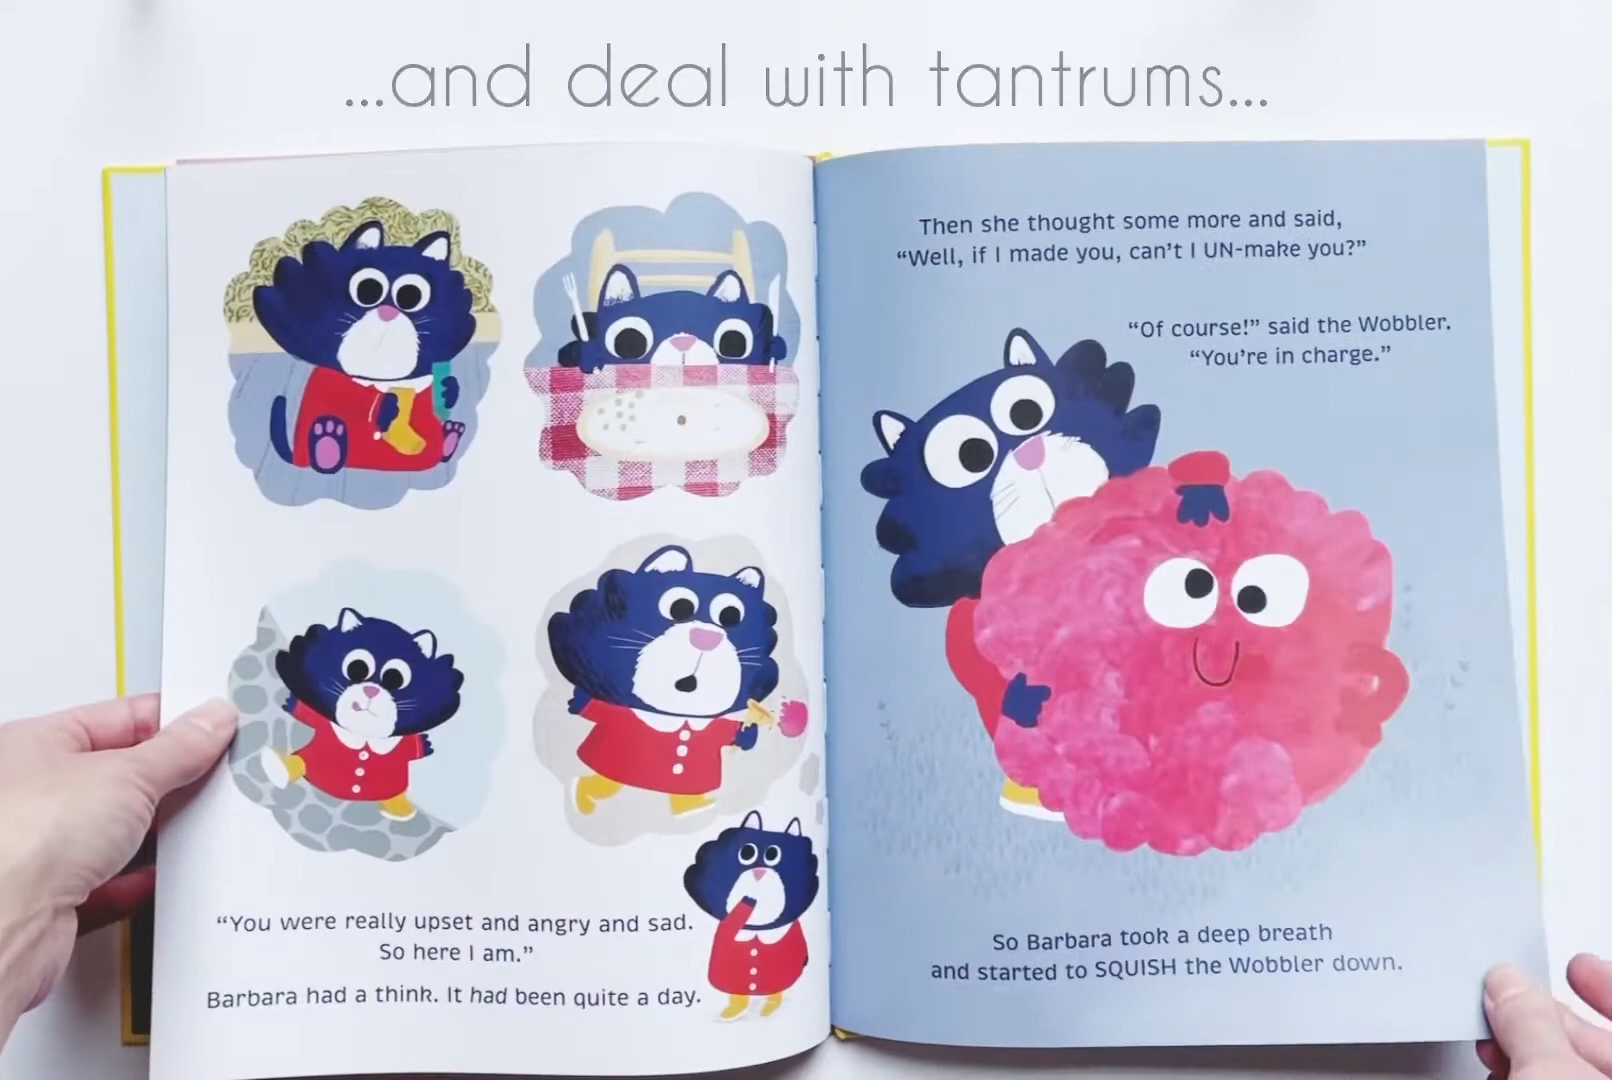 ...and deal with tantrums...
“You were really upset and angry and sad.
So here I am.”
Barbara had a think. It had been quite a day.
Then she thought some more and said,
“Well, if I made you, can’t I UN-make you?”
“Of course!” said the Wobbler.
“You’re in charge.”
So Barbara took a deep breath
and started to SQUISH the Wobbler down.